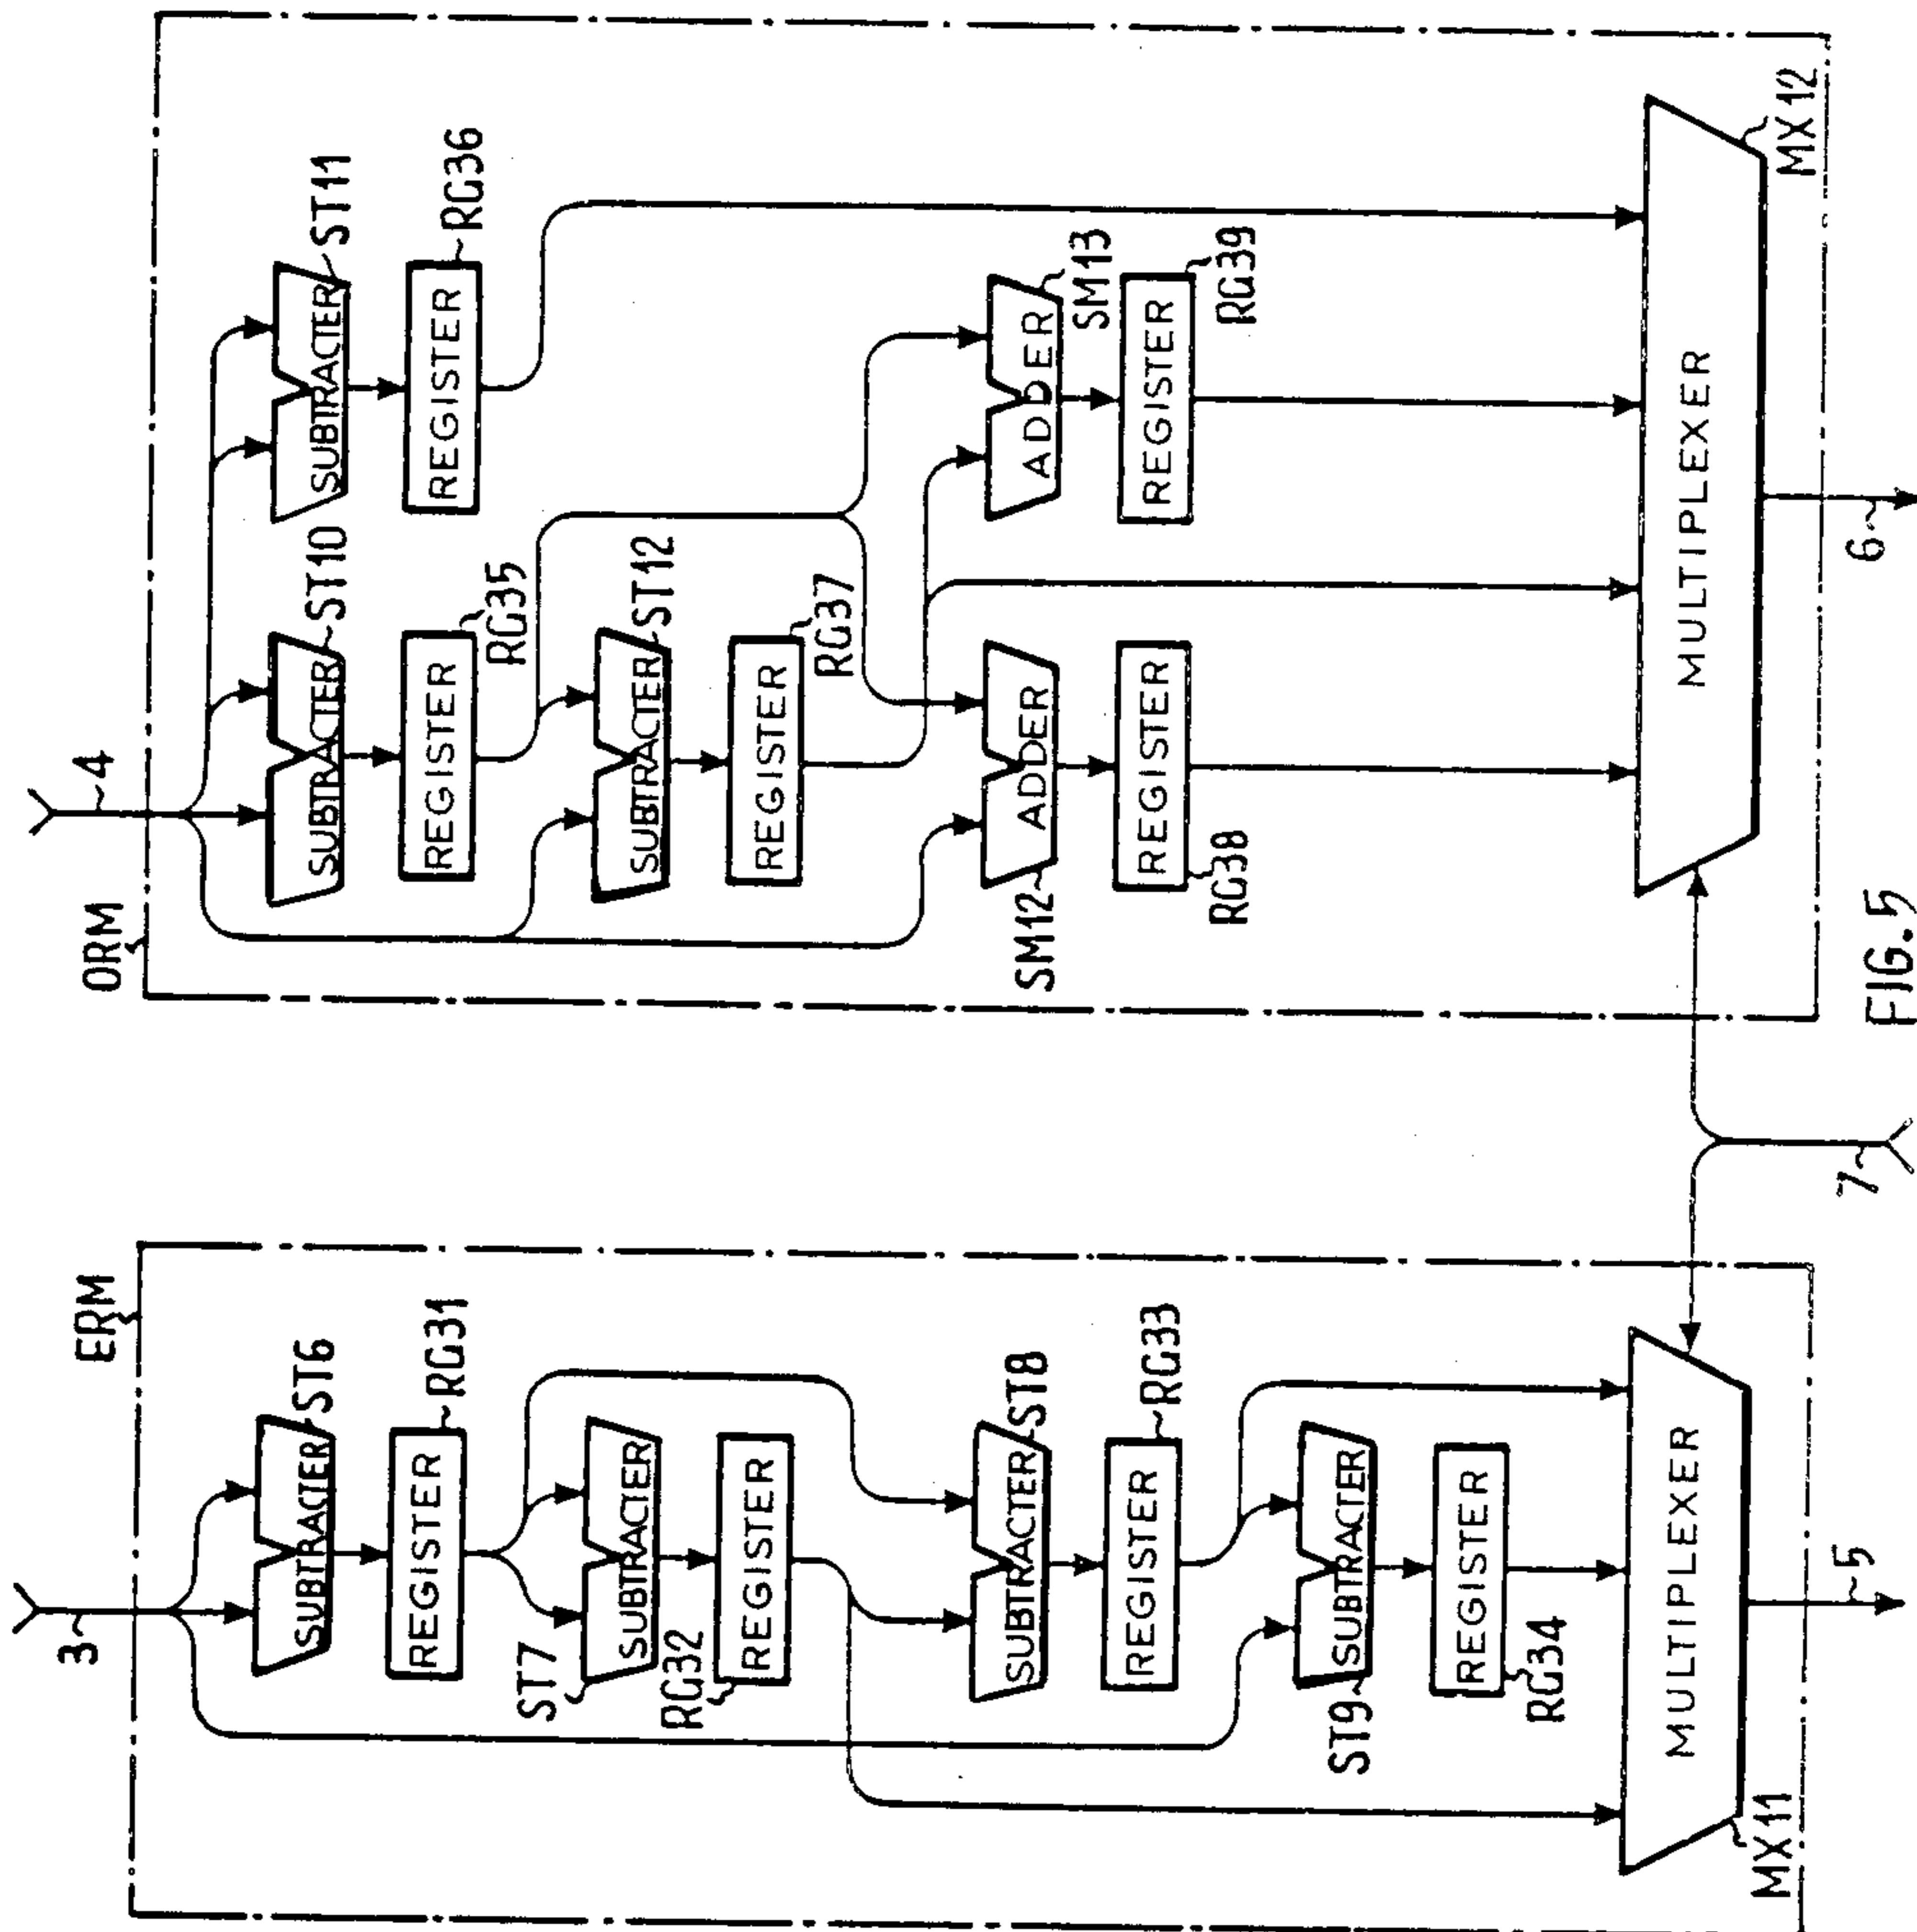 3
ERM
SUBTRACTER
ST6
REGISTER
RG31
ST7
SUBTRACTER
RG32
REGISTER
SUBTRACTER
ST8
REGISTER
RG33
ST9
SUBTRACTER
REGISTER
RG34
MULTIPLEXER
MX11
5
7
4
ORM
SUBTRACTER
ST10
SUBTRACTER
ST11
REGISTER
RG35
REGISTER
RG36
SUBTRACTER
ST12
REGISTER
RG37
SM12
ADDER
ADDER
SM13
REGISTER
RG38
REGISTER
RG39
MULTIPLEXER
MX12
6
FIG.5